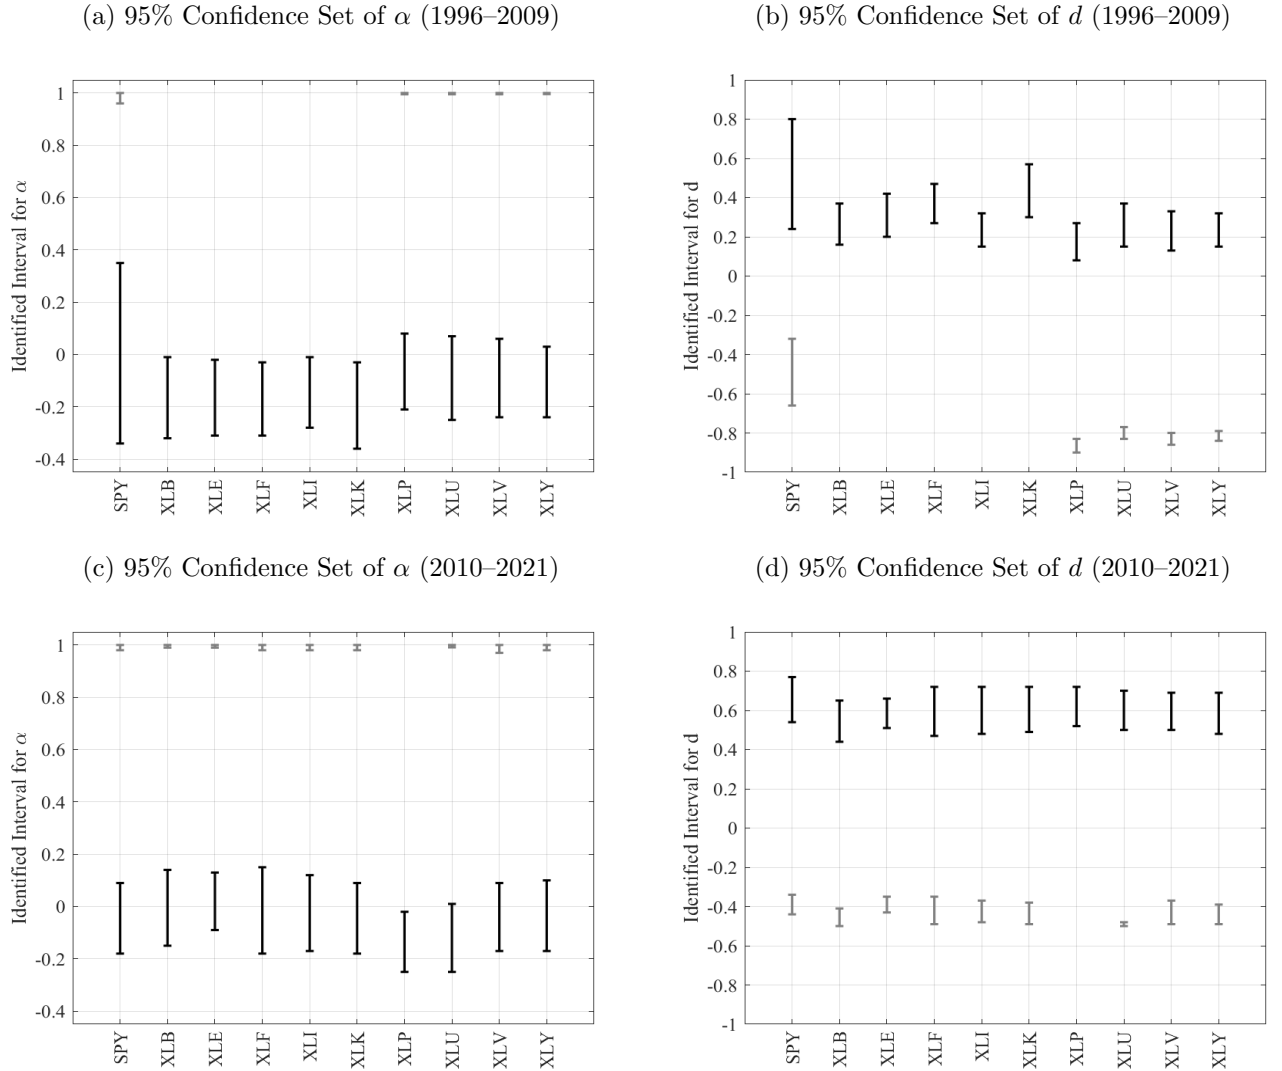 (a) 95% Confidence Set of α (1996–2009)
(b) 95% Confidence Set of d (1996–2009)
Identified Interval for α
1
0.8
0.6
0.4
0.2
0
-0.2
-0.4
SPY
XLB
XLE
XLF
XLI
XLK
XLP
XLU
XLV
XLY
Identified Interval for d
1
0.8
0.6
0.4
0.2
0
-0.2
-0.4
-0.6
-0.8
-1
SPY
XLB
XLE
XLF
XLI
XLK
XLP
XLU
XLV
XLY
(c) 95% Confidence Set of α (2010–2021)
(d) 95% Confidence Set of d (2010–2021)
Identified Interval for α
1
0.8
0.6
0.4
0.2
0
-0.2
-0.4
SPY
XLB
XLE
XLF
XLI
XLK
XLP
XLU
XLV
XLY
Identified Interval for d
1
0.8
0.6
0.4
0.2
0
-0.2
-0.4
-0.6
-0.8
-1
SPY
XLB
XLE
XLF
XLI
XLK
XLP
XLU
XLV
XLY